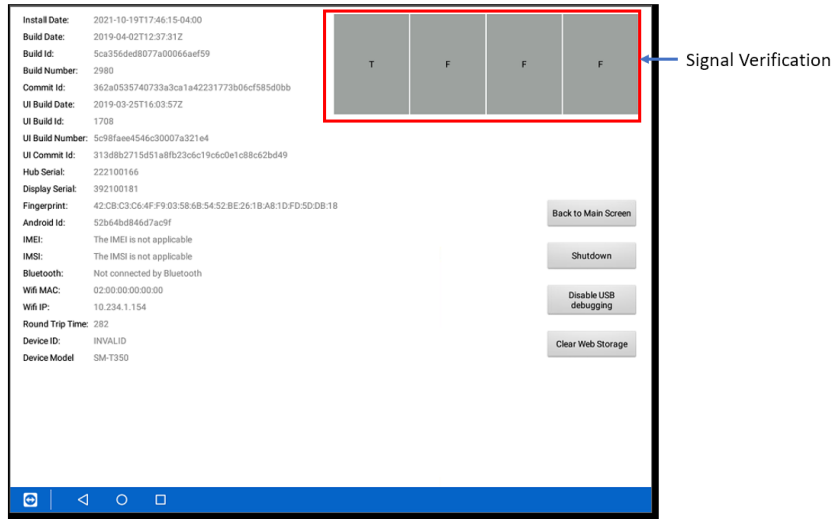 Install Date: 2021-10-19T17:46:15-04:00
Build Date: 2019-04-02T12:37:31Z
Build Id: 5ca356ded8077a00066aef59
Build Number: 2980
Commit Id: 362a0535740733a3ca1a42231773b06cf585d0bb
UI Build Date: 2019-03-25T16:03:57Z
UI Build Id: 1708
UI Build Number: 5c98faee4546c30007a321e4
UI Commit Id: 313d8b2715d51a8fb23c6c19c6c0e1c88c62bd49
Hub Serial: 222100166
Display Serial: 392100181
Fingerprint: 42:CB:C3:C6:4F:F9:03:58:6B:54:52:BE:26:1B:A8:1D:FD:5D:DB:18
Android Id: 52b64bd846d7ac9f
IMEI: The IMEI is not applicable
IMSI: The IMSI is not applicable
Bluetooth: Not connected by Bluetooth
Wifi MAC: 02:00:00:00:00:00
Wifi IP: 10.234.1.154
Round Trip Time: 282
Device ID: INVALID
Device Model SM-T350
T F F F
Signal Verification
Back to Main Screen
Shutdown
Disable USB
debugging
Clear Web Storage